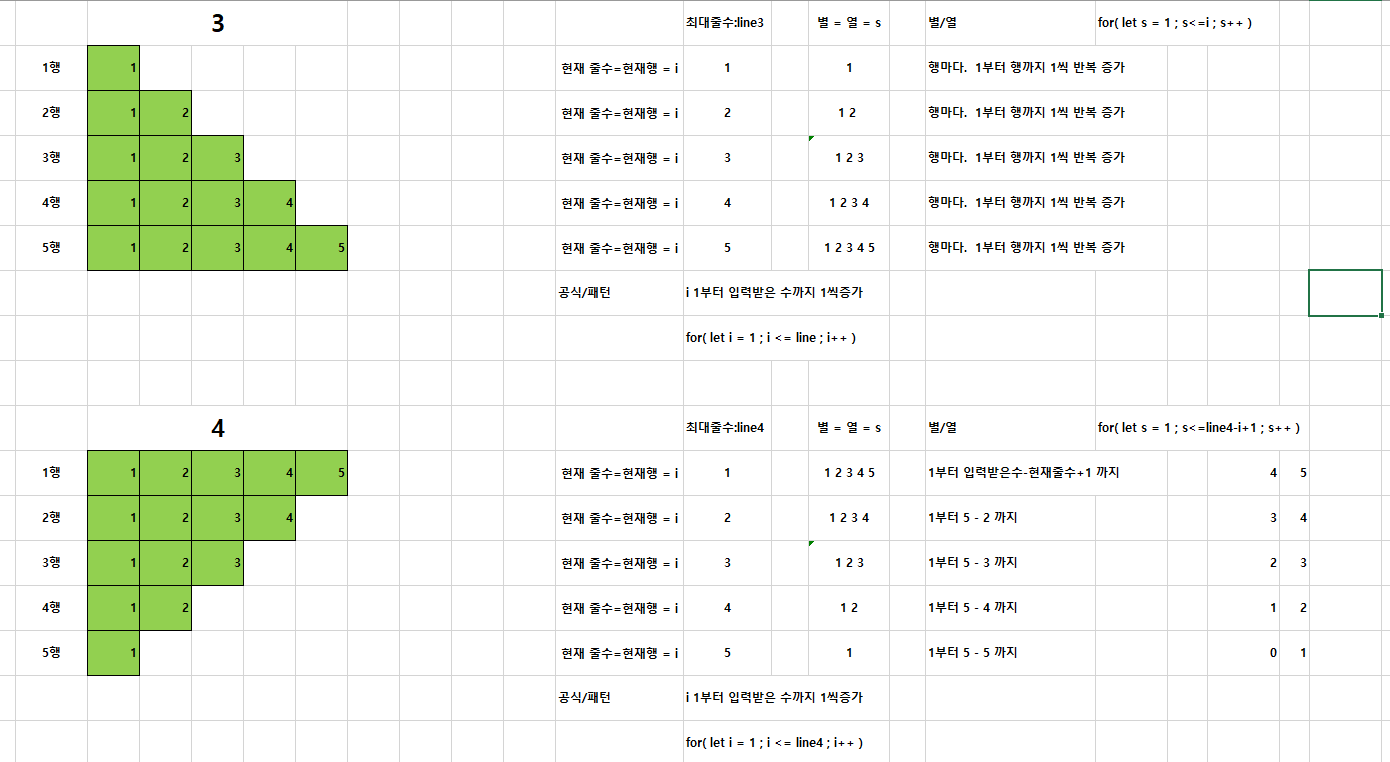 3 최대줄수:line3 별 = 열 = s 별/열 for( let s = 1 ; s<=i ; s++ )
1행 1 현재 줄수=현재행 = i 1 1 행마다. 1부터 행까지 1씩 반복 증가
2행 1 2 현재 줄수=현재행 = i 2 1 2 행마다. 1부터 행까지 1씩 반복 증가
3행 1 2 3 현재 줄수=현재행 = i 3 1 2 3 행마다. 1부터 행까지 1씩 반복 증가
4행 1 2 3 4 현재 줄수=현재행 = i 4 1 2 3 4 행마다. 1부터 행까지 1씩 반복 증가
5행 1 2 3 4 5 현재 줄수=현재행 = i 5 1 2 3 4 5 행마다. 1부터 행까지 1씩 반복 증가
공식/패턴 i 1부터 입력받은 수까지 1씩증가
for( let i = 1 ; i <= line ; i++ )
4 최대줄수:line4 별 = 열 = s 별/열 for( let s = 1 ; s<=line4-i+1 ; s++ )
1행 1 2 3 4 5 현재 줄수=현재행 = i 1 1 2 3 4 5 1부터 입력받은수-현재줄수+1 까지 4 5
2행 1 2 3 4 현재 줄수=현재행 = i 2 1 2 3 4 1부터 5 - 2 까지 3 4
3행 1 2 3 현재 줄수=현재행 = i 3 1 2 3 1부터 5 - 3 까지 2 3
4행 1 2 현재 줄수=현재행 = i 4 1 2 1부터 5 - 4 까지 1 2
5행 1 현재 줄수=현재행 = i 5 1 1부터 5 - 5 까지 0 1
공식/패턴 i 1부터 입력받은 수까지 1씩증가
for( let i = 1 ; i <= line4 ; i++ )